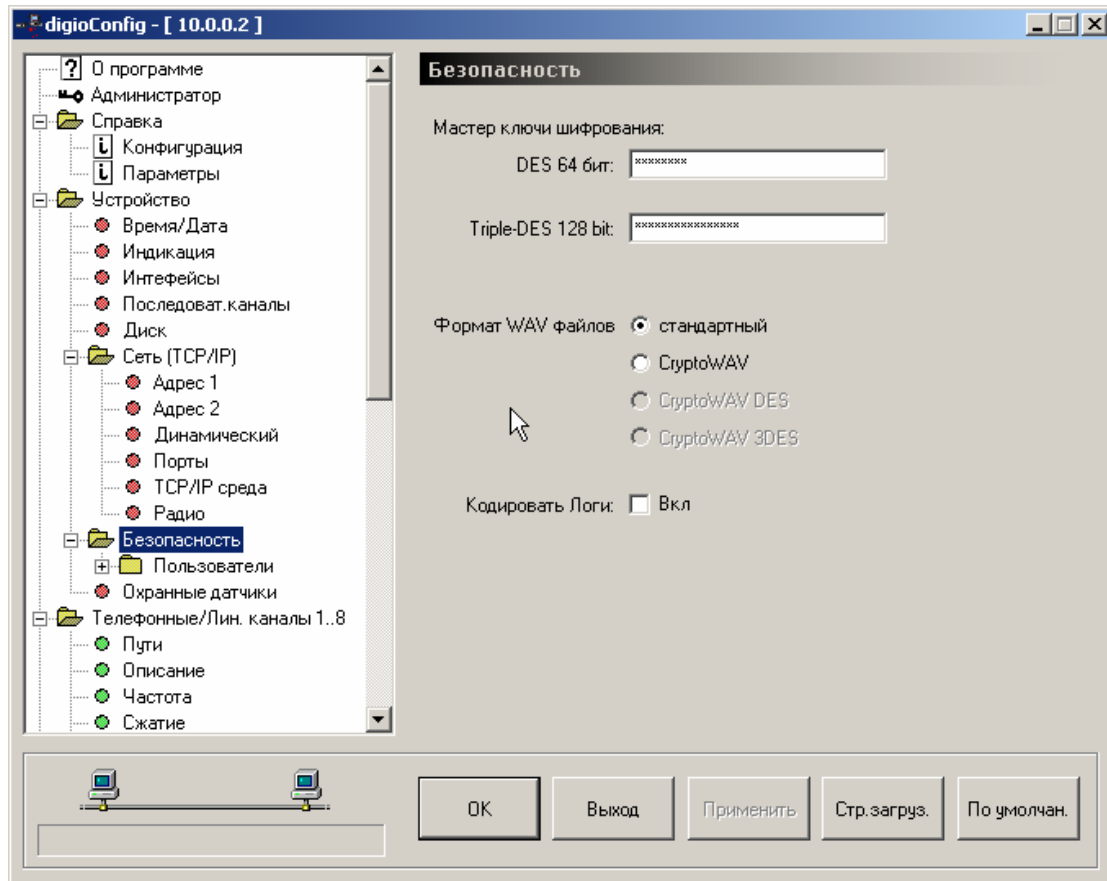 digioConfig - [ 10.0.0.2 ]
? О программе
Администратор
Справка
i Конфигурация
i Параметры
Устройство
Время/Дата
Индикация
Интефейсы
Последоват.каналы
Диск
Сеть (TCP/IP)
Адрес 1
Адрес 2
Динамический
Порты
TCP/IP среда
Радио
Безопасность
Пользователи
Охранные датчики
Телефонные/Лин. каналы 1..8
Пути
Описание
Частота
Сжатие
Безопасность
Мастер ключи шифрования:
DES 64 бит: ********
Triple-DES 128 bit: ****************
Формат WAV файлов стандартный
CryptoWAV
CryptoWAV DES
CryptoWAV 3DES
Кодировать Логи: Вкл
OK Выход Применить Стр.загруз. По умолчан.